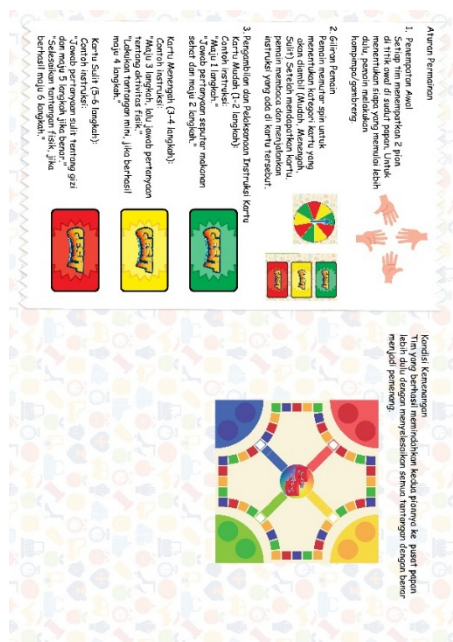 Aturan Permainan
1. Penempatan Awal
Setiap tim menempatkan 2 pion
di titik awal di sudut papan. Untuk
menentukan siapa yang memulai lebih
dulu, pemain melakukan
hompimpa/gambreng
2. Giliran Pemain
Pemain memutar spin untuk
menentukan kategori kartu yang
akan diambil (Mudah, Menengah,
Sulit) Setelah mendapatkan kartu,
pemain membaca dan menjalankan
instruksi yang ada di kartu tersebut.
GESIT
GESIT
GESIT
3. Pengambilan dan Pelaksanaan Instruksi Kartu
Kartu Mudah (1-2 langkah):
Contoh instruksi:
"Maju 1 langkah."
"Jawab pertanyaan seputar makanan
sehat dan maju 2 langkah."
GESIT
Kartu Menengah (3-4 langkah):
Contoh instruksi:
"Maju 3 langkah, lalu jawab pertanyaan
tentang aktivitas fisik."
"Lakukan tantangan mini, jika berhasil
maju 4 langkah."
GESIT
Kartu Sulit (5-6 langkah):
Contoh instruksi:
"Jawab pertanyaan sulit tentang gizi
dan maju 5 langkah jika benar."
"Selesaikan tantangan fisik, jika
berhasil maju 6 langkah."
GESIT
Kondisi Kemenangan
Tim yang berhasil memindahkan kedua pionnya ke pusat papan
lebih dulu dengan menyelesaikan semua tantangan dengan benar
menjadi pemenang.